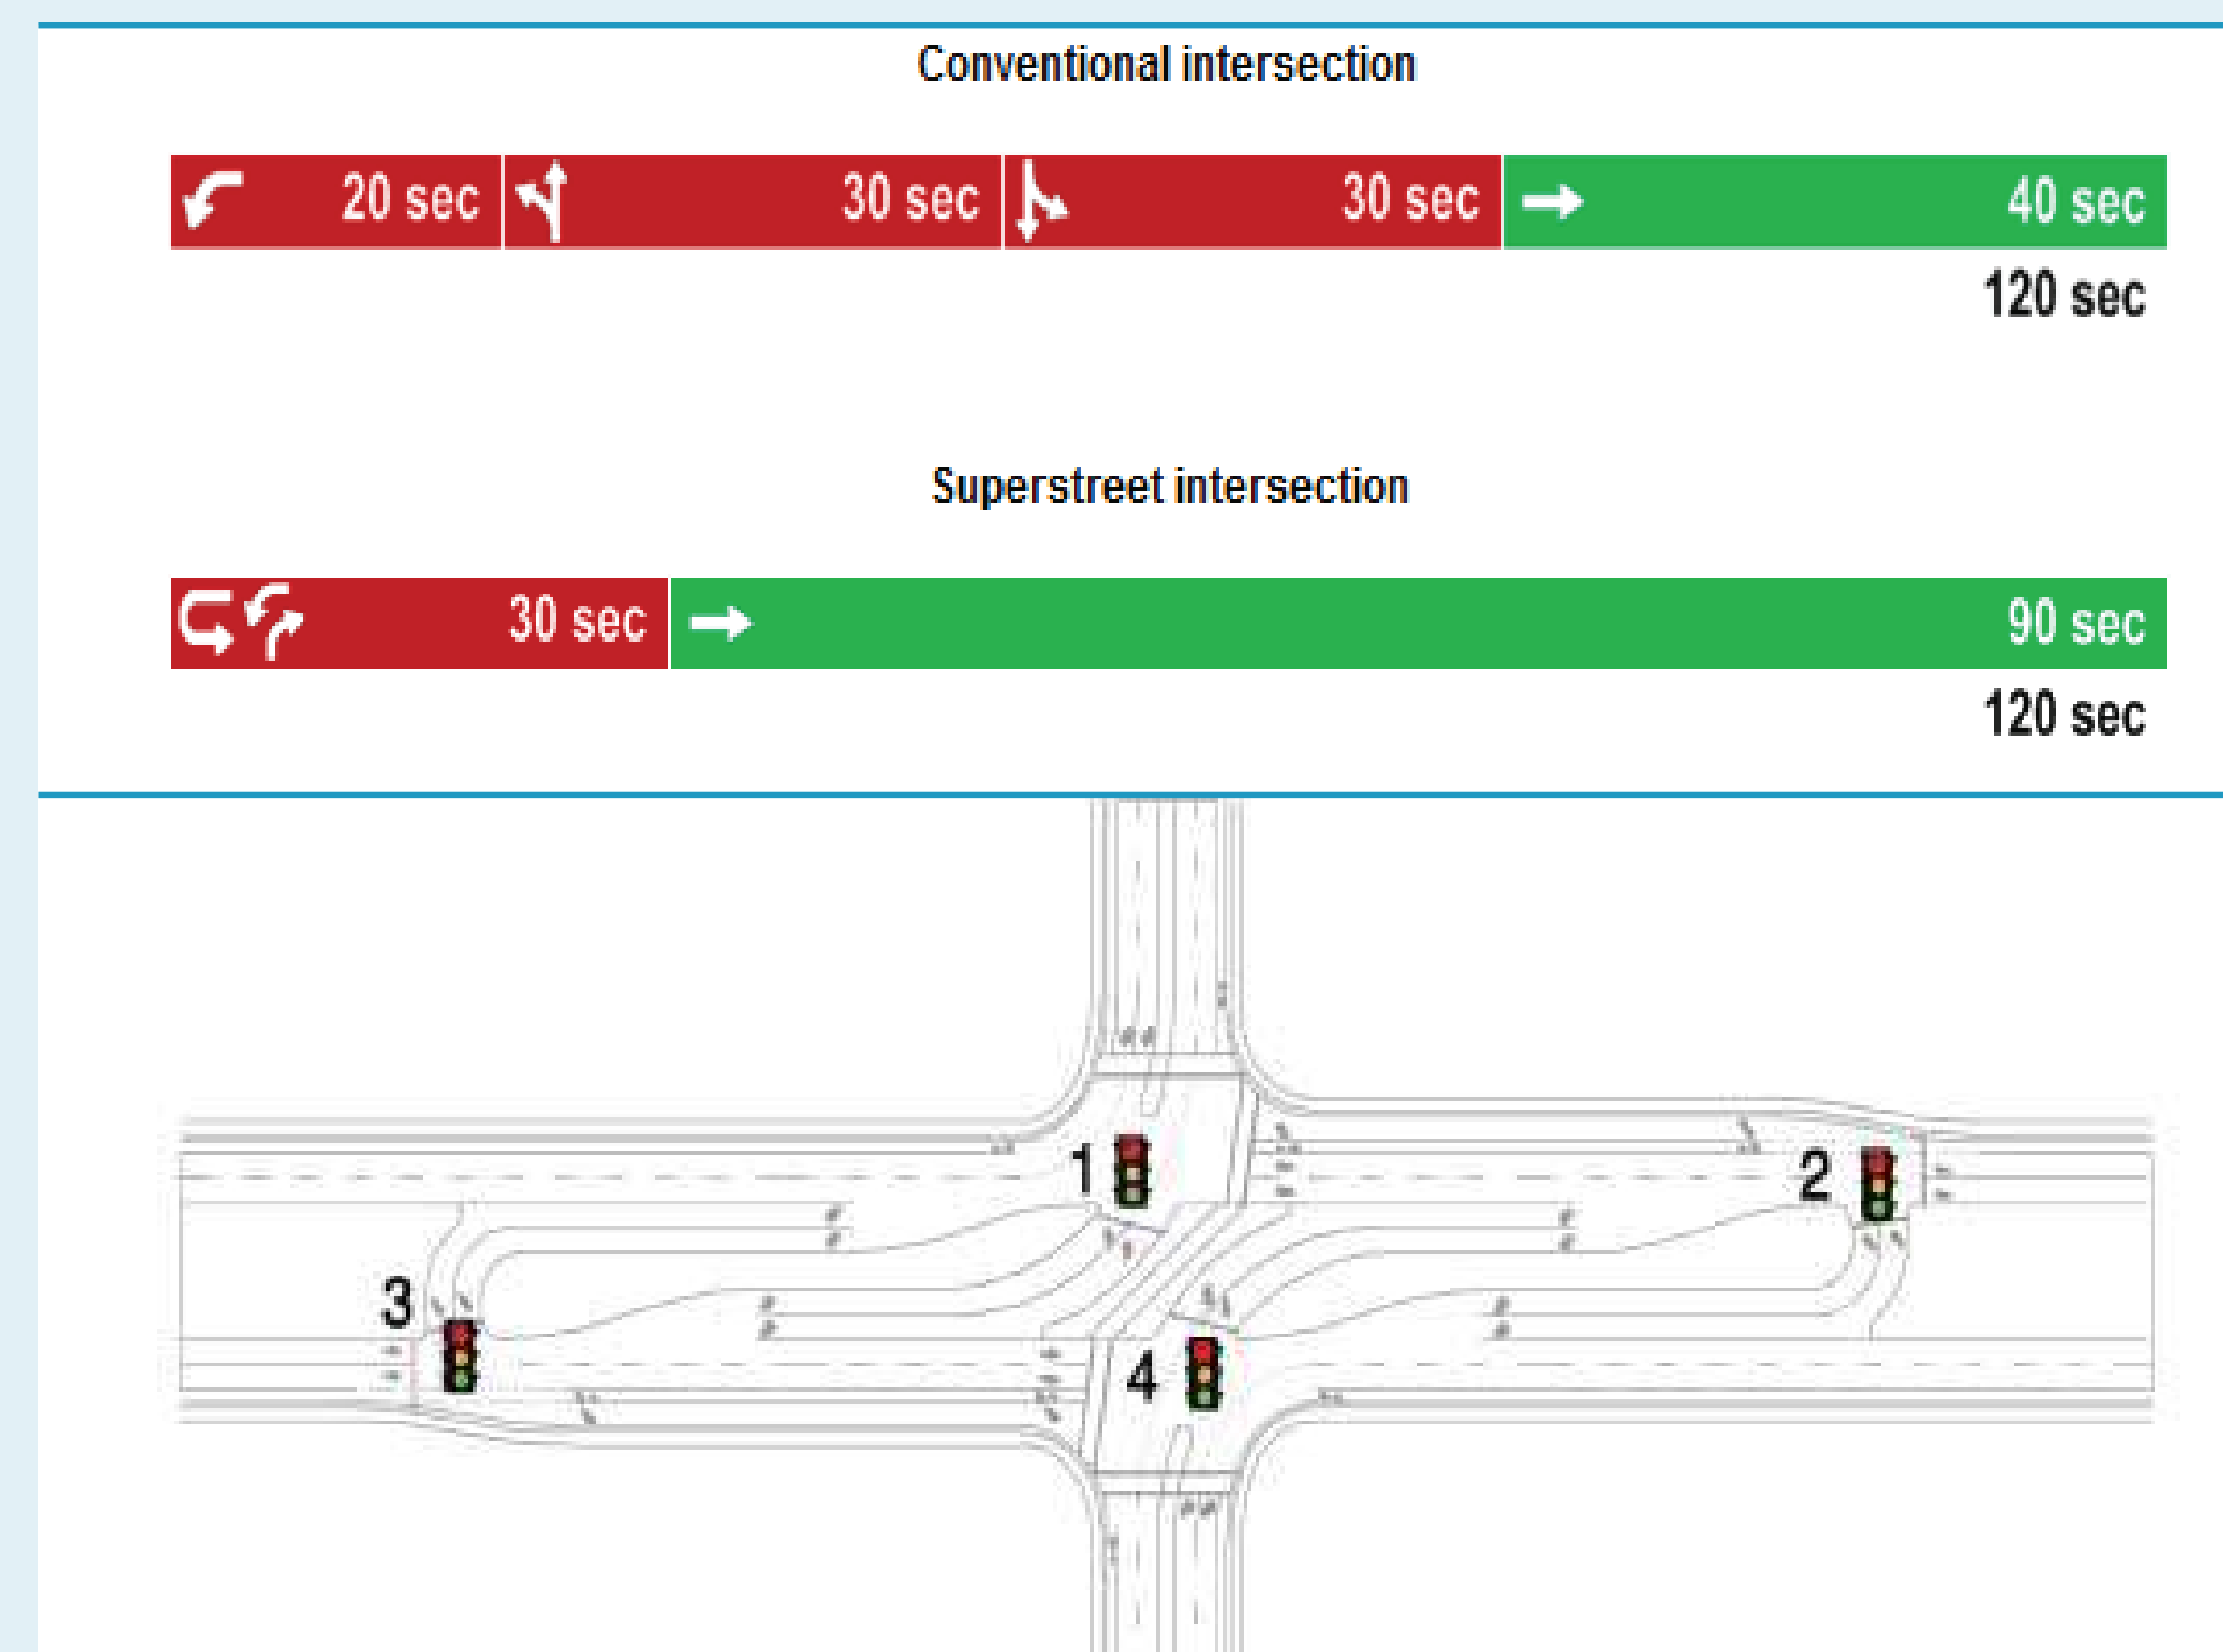 Conventional intersection
20 sec 30 sec 30 sec 40 sec
120 sec
Superstreet intersection
30 sec 90 sec
120 sec
1
2
3
4